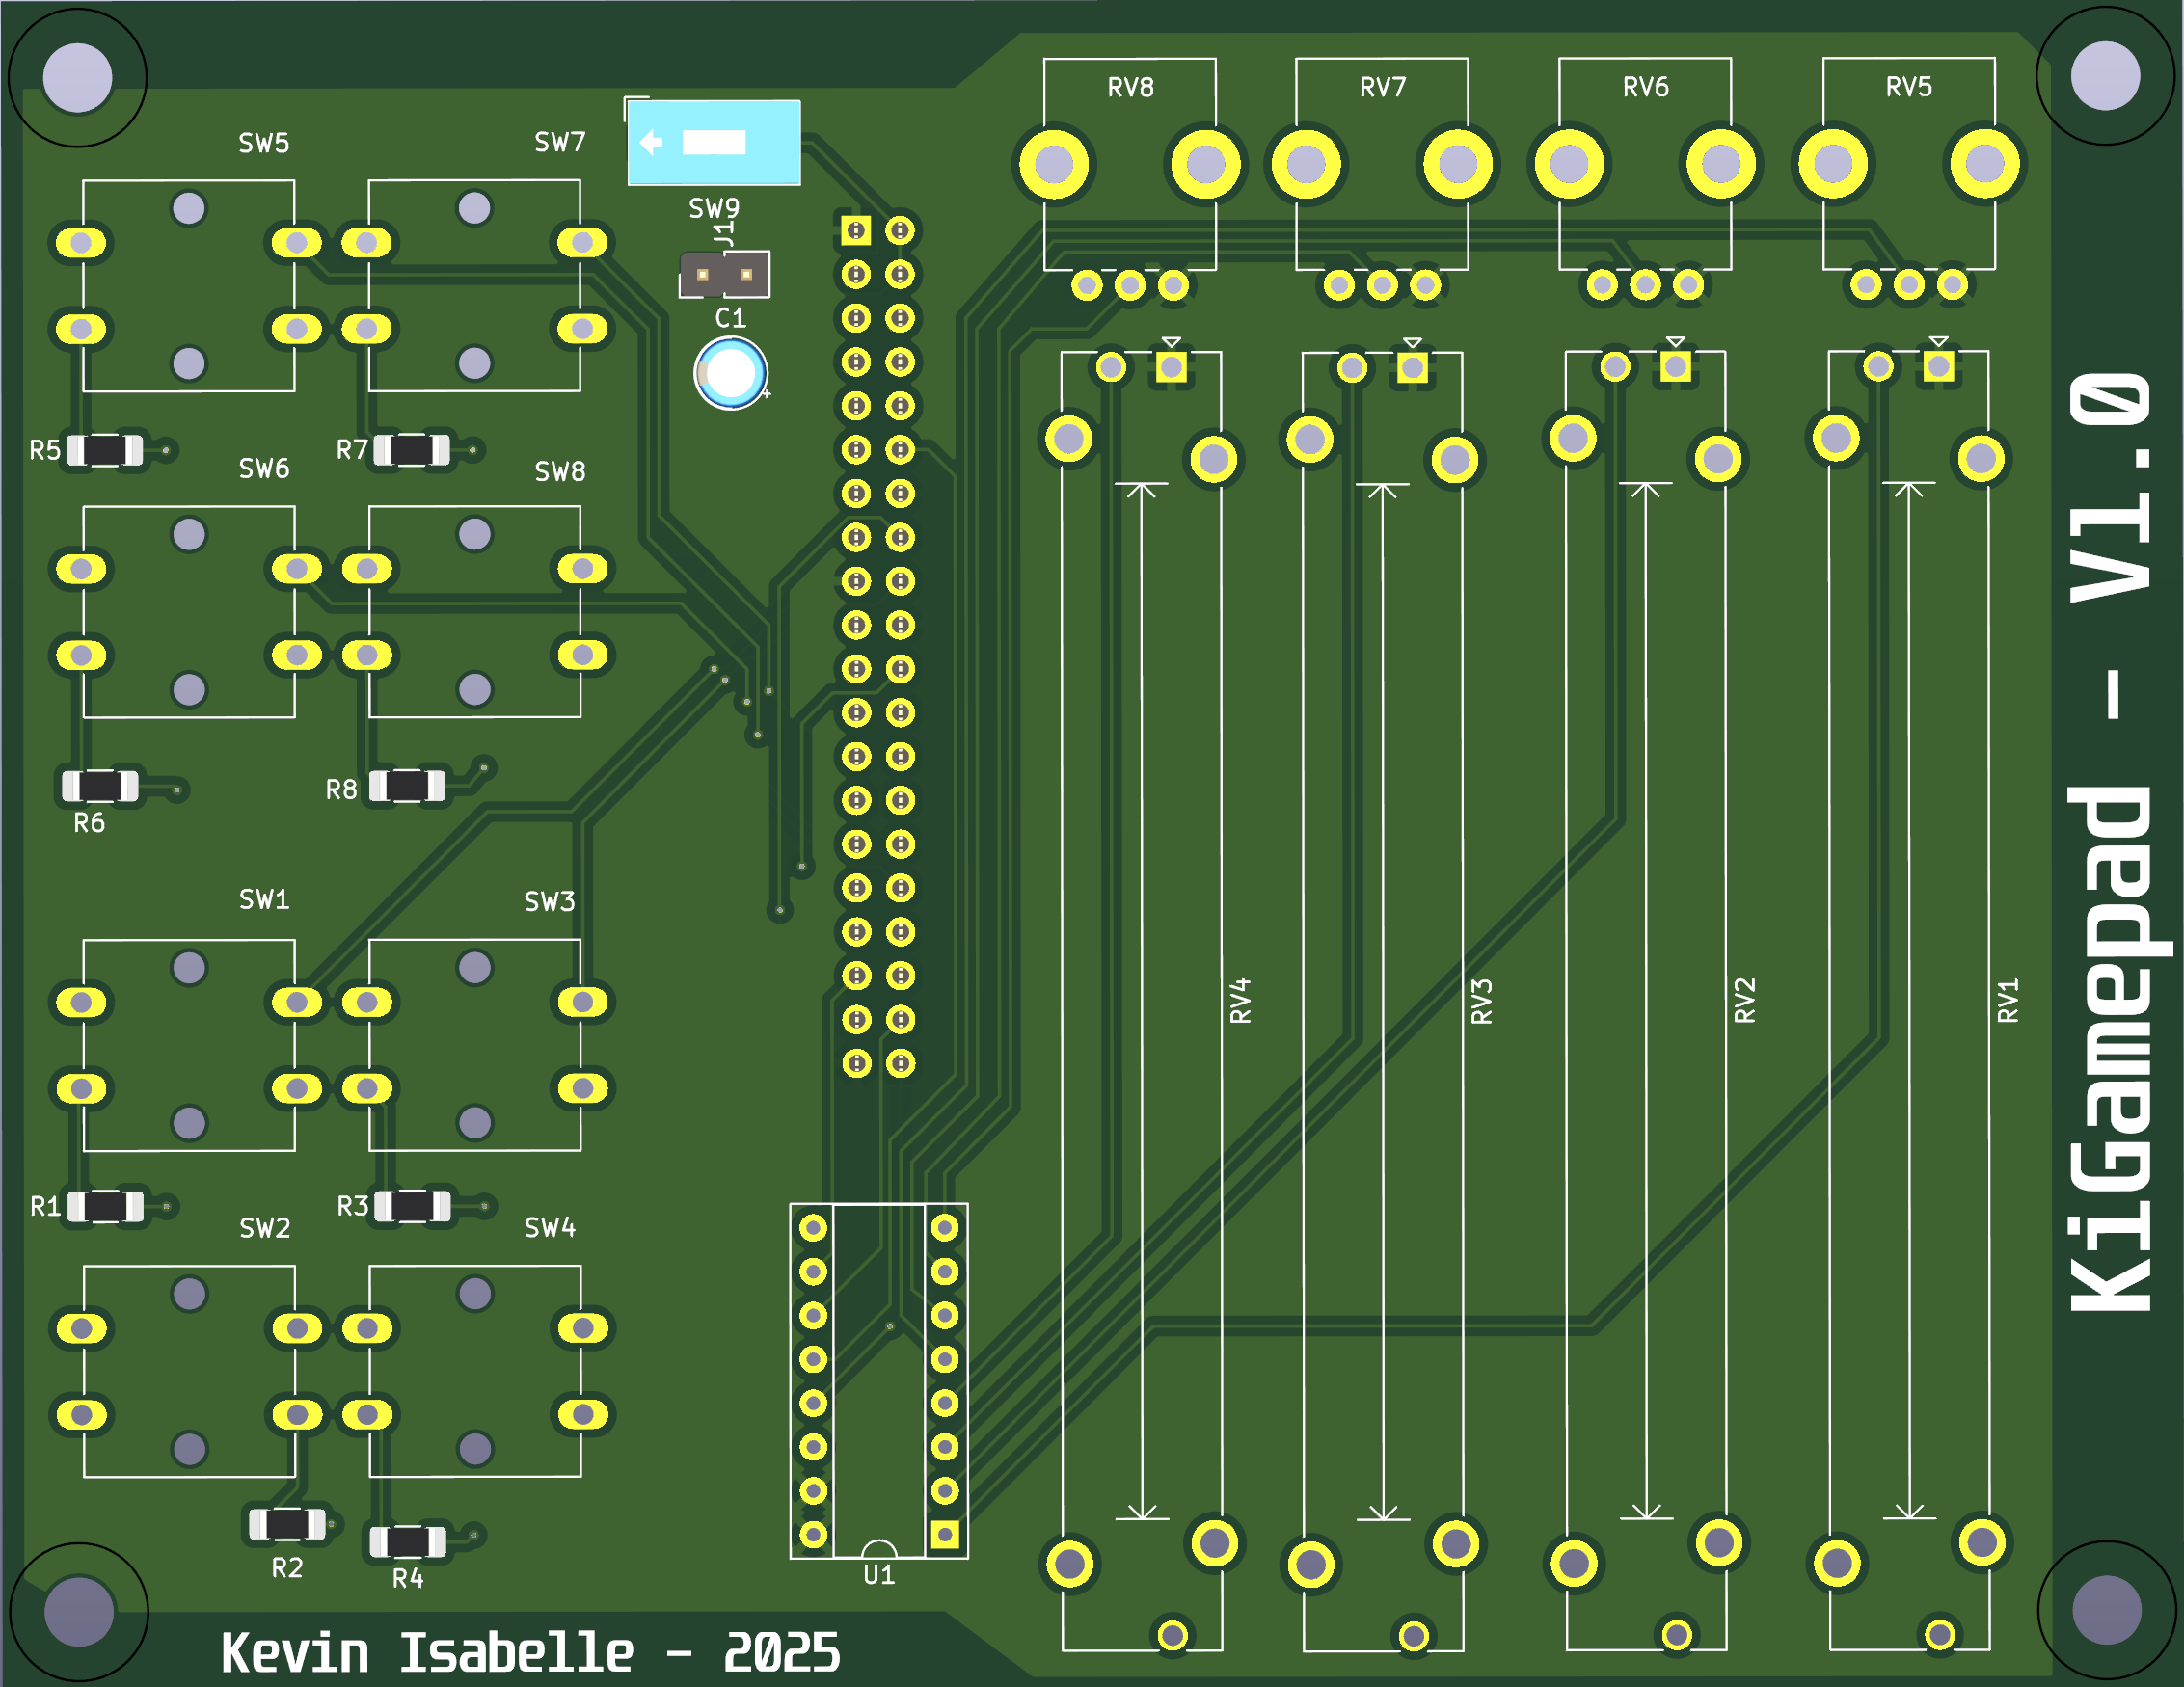 RV8
RV7
RV6
RV5
SW5
SW7
SW9
J1
C1
R5
R7
SW6
SW8
R6
R8
SW1
SW3
RV4
RV3
RV2
RV1
R1
R3
SW2
SW4
R2
R4
U1
Kevin Isabelle - 2025
KiGamepad - V1.0